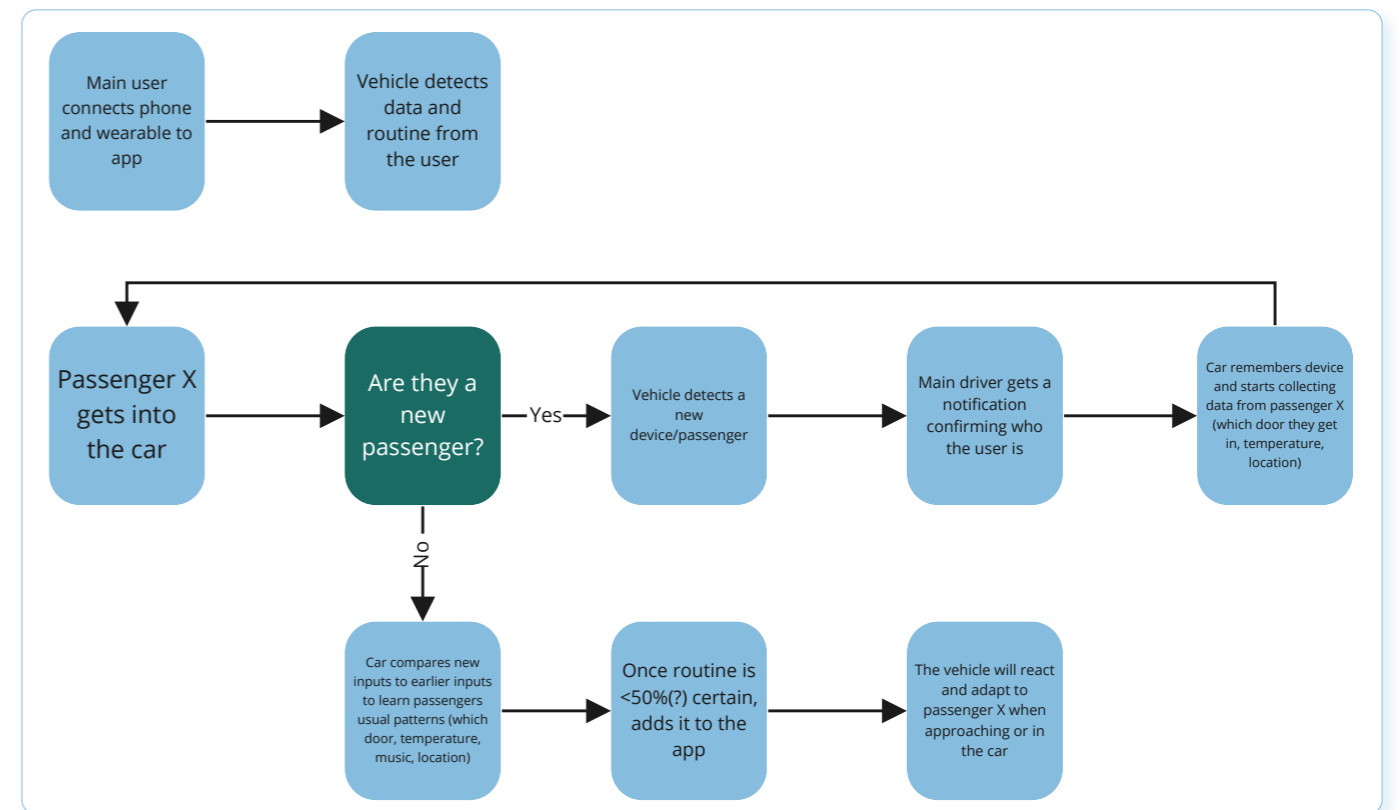 Main user
connects phone
and wearable to
app
Vehicle detects
data and
routine from
the user
Passenger X
gets into
the car
Are they a
new
passenger?
Yes
Vehicle detects a
new
device/passenger
Main driver gets a
notification
confirming who
the user is
Car remembers device
and starts collecting
data from passenger X
(which door they get
in, temperature,
location)
No
Car compares new
inputs to earlier inputs
to learn passengers
usual patterns (which
door, temperature,
music, location)
Once routine is
<50%(?) certain,
adds it to the
app
The vehicle will react
and adapt to
passenger X when
approaching or in
the car